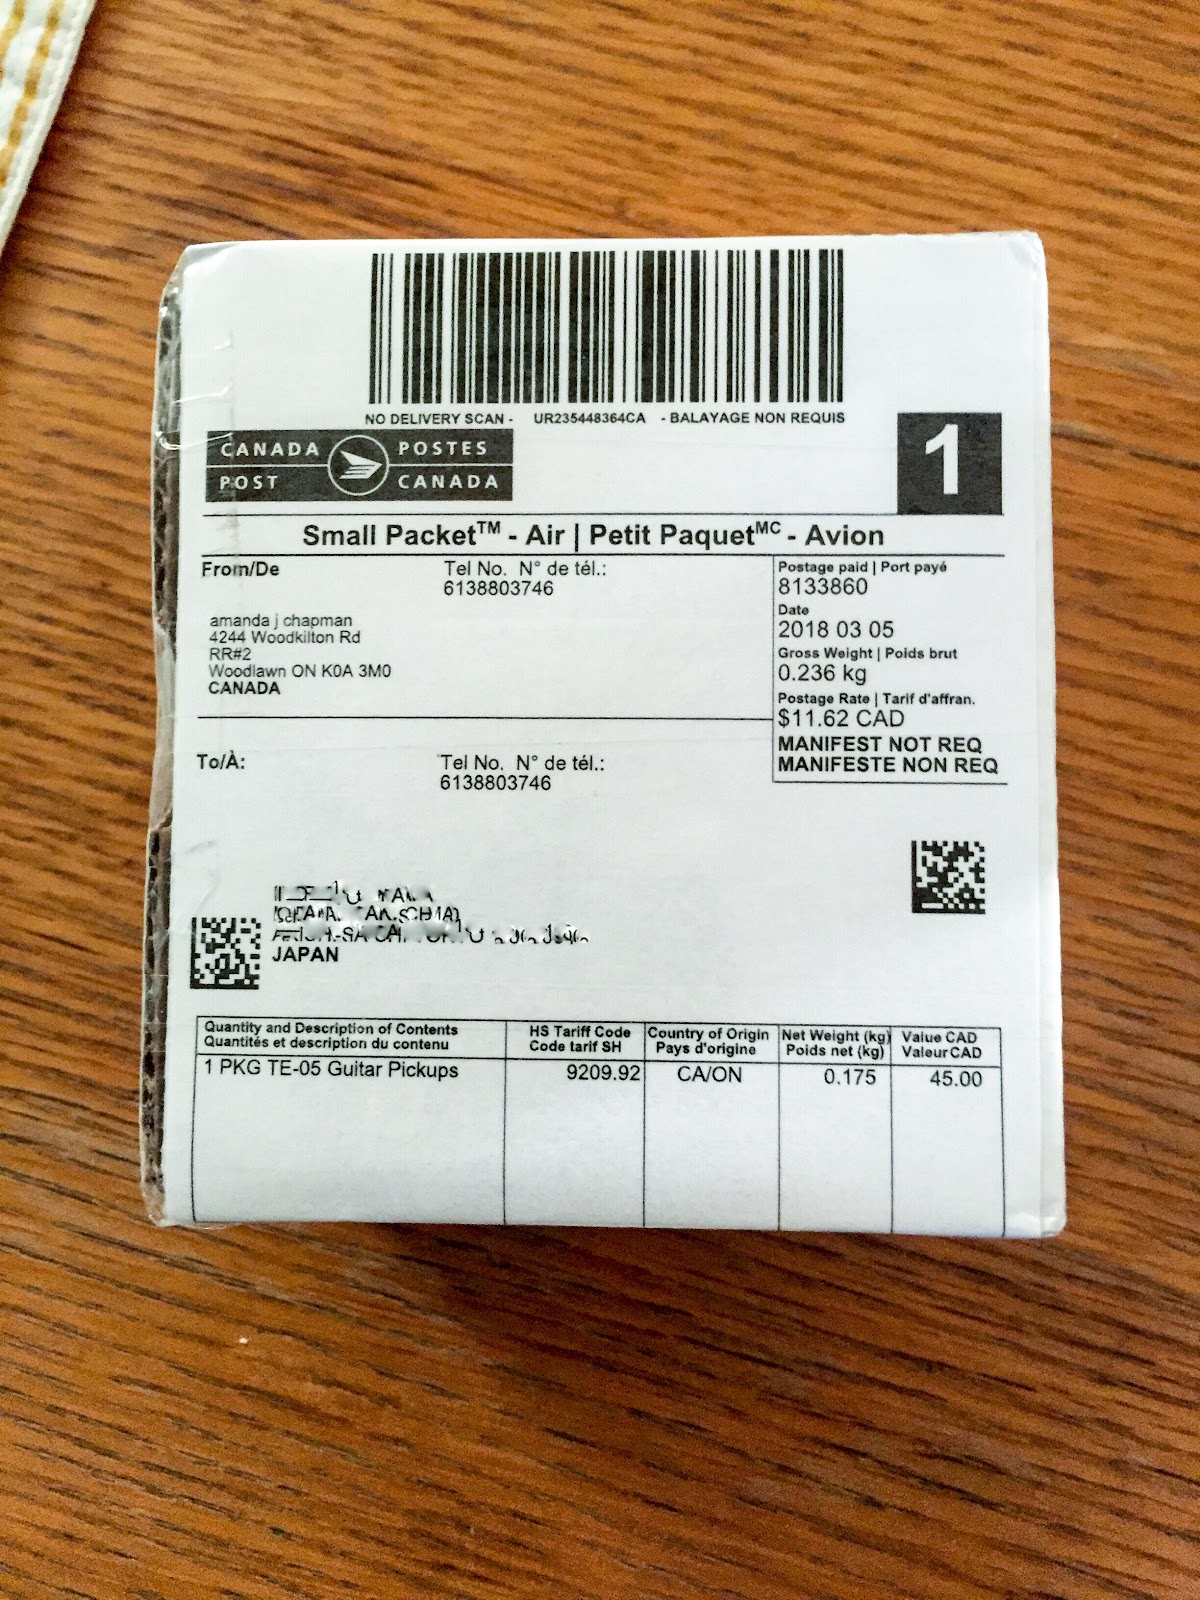 NO DELIVERY SCAN - UR235448364CA - BALAYAGE NON REQUIS
CANADA POSTES
POST CANADA
1
Small Packet™ - Air | Petit Paquet MC - Avion
From/De
Tel No. N° de tél.:
6138803746
amanda j chapman
4244 Woodkilton Rd
RR#2
Woodlawn ON K0A 3M0
CANADA
Postage paid | Port payé
8133860
Date
2018 03 05
Gross Weight | Poids brut
0.236 kg
Postage Rate | Tarif d'affran.
$11.62 CAD
MANIFEST NOT REQ
MANIFESTE NON REQ
To/À:
Tel No. N° de tél.:
6138803746
JAPAN
Quantity and Description of Contents HS Tariff Code Country of Origin Net Weight (kg) Value CAD
Quantités et description du contenu Code tarif SH Pays d'origine Poids net (kg) Valeur CAD
1 PKG TE-05 Guitar Pickups 9209.92 CA/ON 0.175 45.00